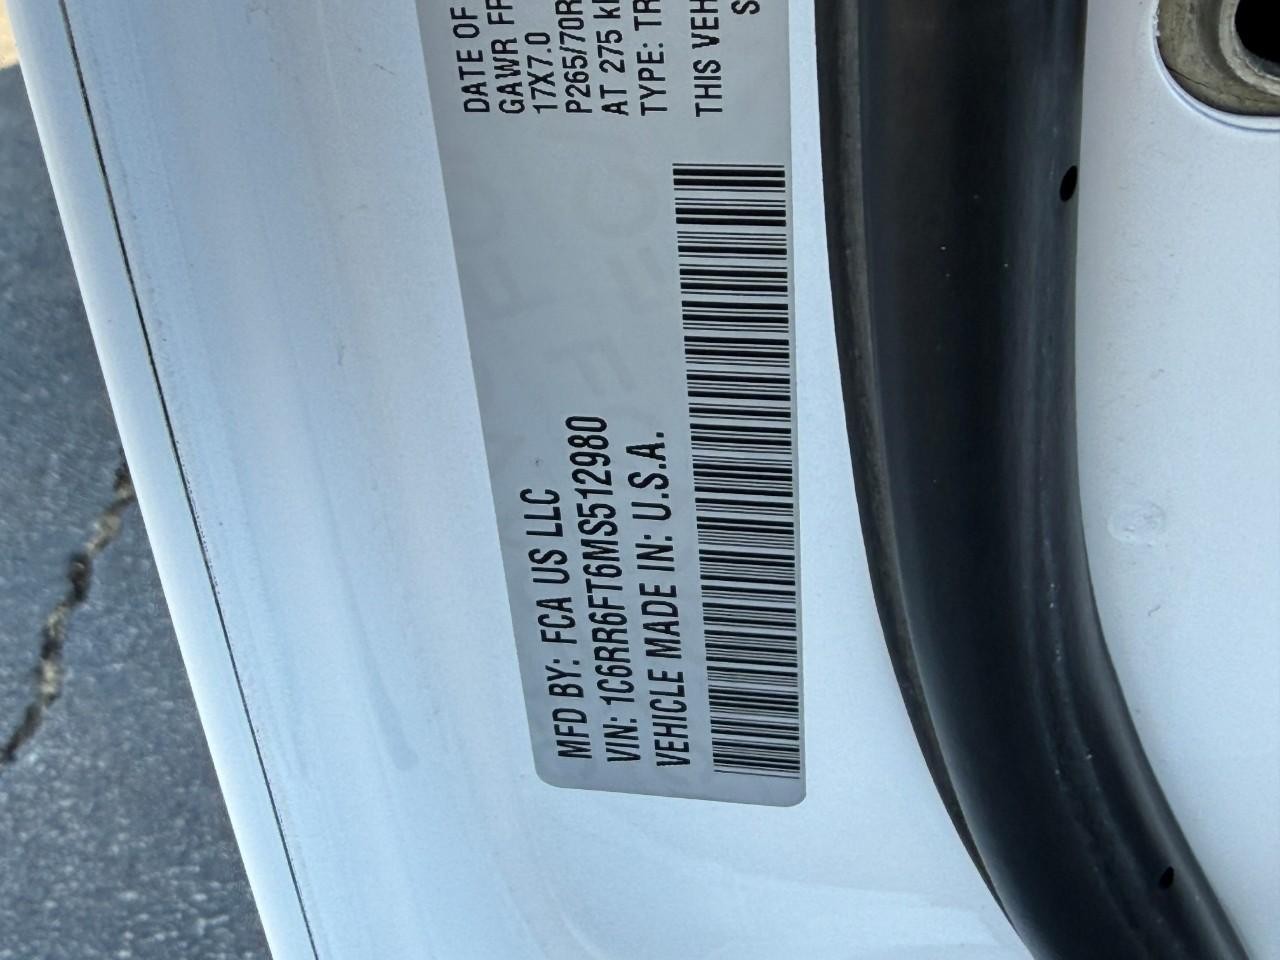 MFD BY: FCA US LLC
VIN: 1C6RR6FT6MS512980
VEHICLE MADE IN: U.S.A.
DATE OF
GAWR FR
17X7.0
P265/70R
AT 275 k
TYPE: TR
THIS VEH
S